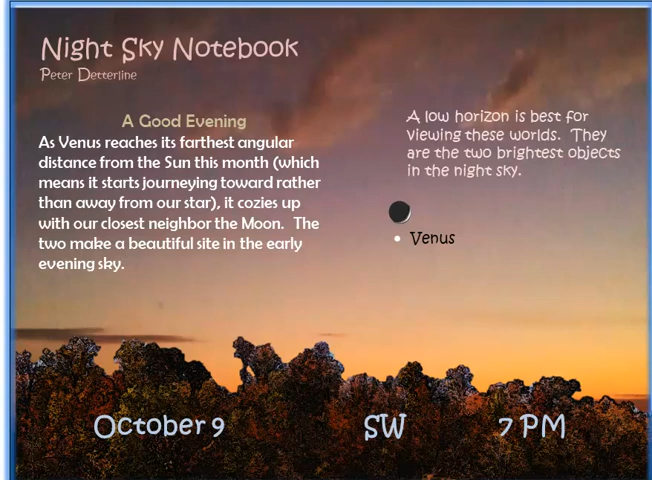 Night Sky Notebook
Peter Detterline
A Good Evening
As Venus reaches its farthest angular
distance from the Sun this month (which
means it starts journeying toward rather
than away from our star), it cozies up
with our closest neighbor the Moon. The
two make a beautiful site in the early
evening sky.
A low horizon is best for
viewing these worlds. They
are the two brightest objects
in the night sky.
Venus
October 9
SW
7 PM